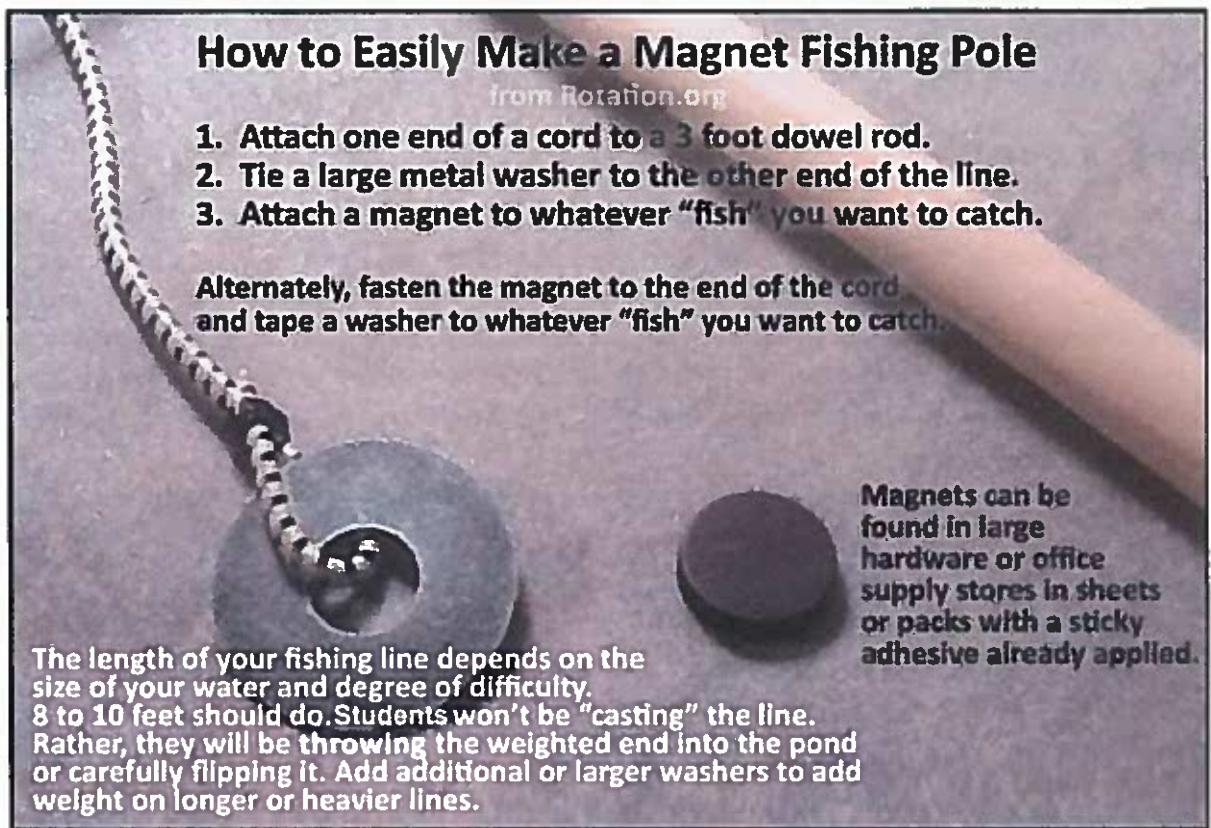 How to Easily Make a Magnet Fishing Pole
from Rotation.org
1. Attach one end of a cord to a 3 foot dowel rod.
2. Tie a large metal washer to the other end of the line.
3. Attach a magnet to whatever "fish" you want to catch.
Alternately, fasten the magnet to the end of the cord
and tape a washer to whatever "fish" you want to catch.
Magnets can be
found in large
hardware or office
supply stores in sheets
or packs with a sticky
adhesive already applied.
The length of your fishing line depends on the
size of your water and degree of difficulty.
8 to 10 feet should do.Students won't be "casting" the line.
Rather, they will be throwing the weighted end into the pond
or carefully flipping it. Add additional or larger washers to add
weight on longer or heavier lines.